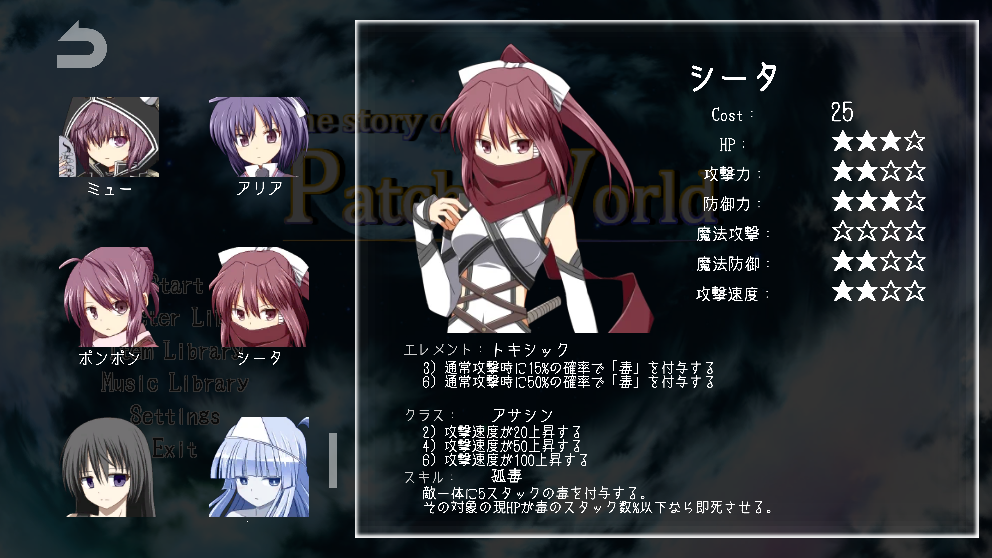 The story of
Patch World
ミュー
アリア
ポンポン
シータ
Start
Item Library
Music Library
Settings
Exit
シータ
Cost： 25
HP： ★★★☆
攻撃力： ★★☆☆
防御力： ★★★☆
魔法攻撃： ☆☆☆☆
魔法防御： ★★☆☆
攻撃速度： ★★☆☆
エレメント： トキシック
3) 通常攻撃時に15%の確率で「毒」を付与する
6) 通常攻撃時に50%の確率で「毒」を付与する
クラス： アサシン
2) 攻撃速度が20上昇する
4) 攻撃速度が50上昇する
6) 攻撃速度が100上昇する
スキル： 孤毒
敵一体に5スタックの毒を付与する。
その対象の現HPが毒のスタック数%以下なら即死させる。